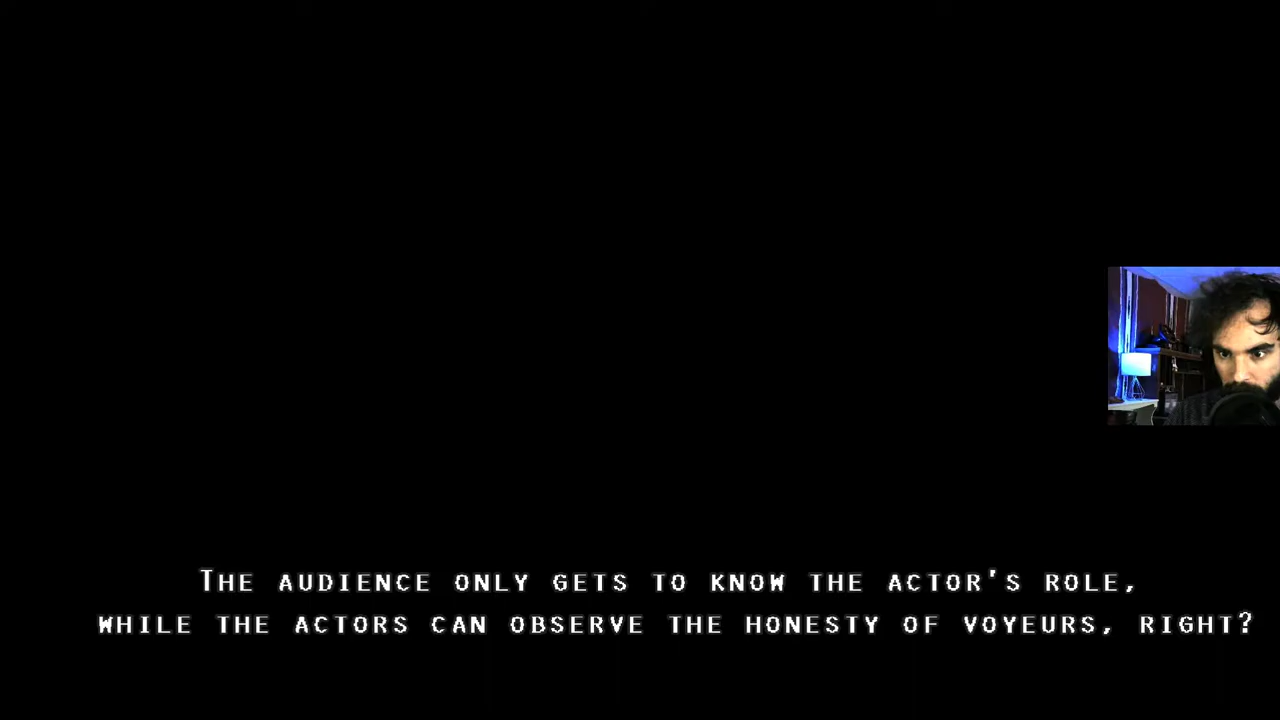 The audience only gets to know the actor's role,
while the actors can observe the honesty of voyeurs, right?